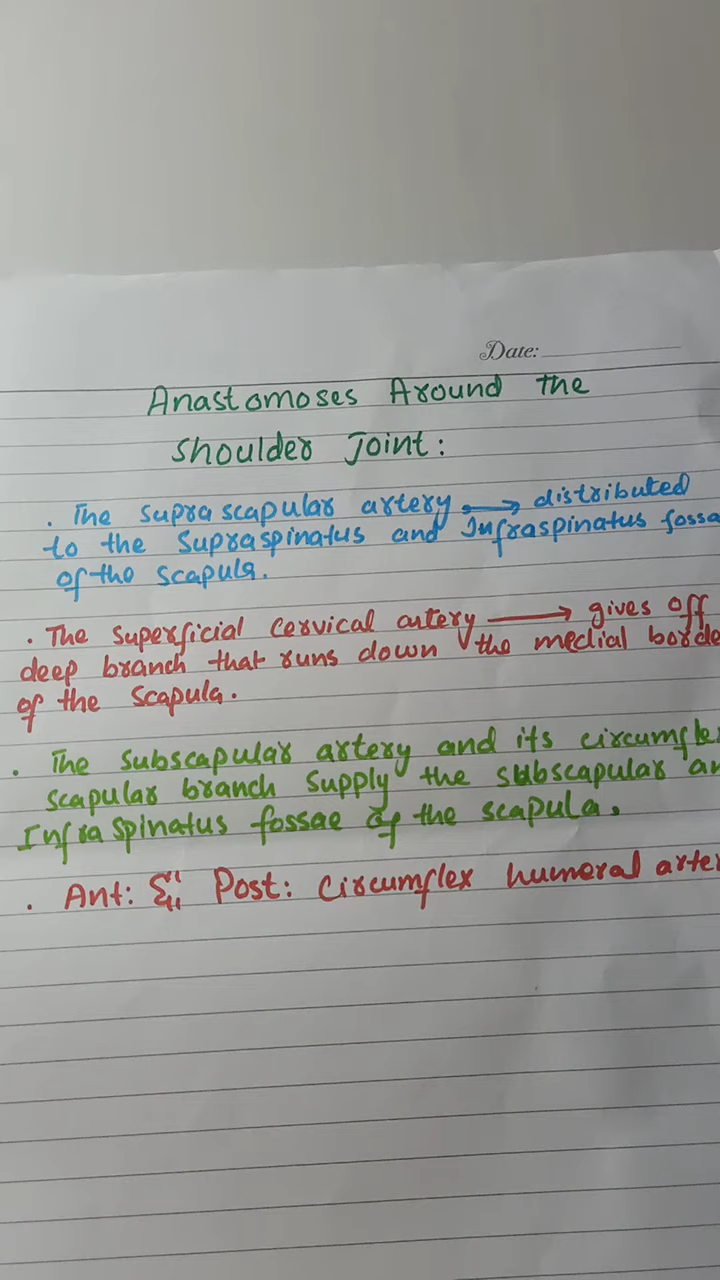 Date:
Anastomoses Around the
Shoulder Joint:
. The suprascapular artery → distributed
to the Supraspinatus and Infraspinatus fossa
of the scapula.
. The superficial cervical artery → gives off
deep branch that runs down the medial borde
of the scapula.
. The subscapular artery and its circumfle
scapular branch supply the subscapular an
Infraspinatus fossae of the scapula.
. Ant: & Post: circumflex humeral arte